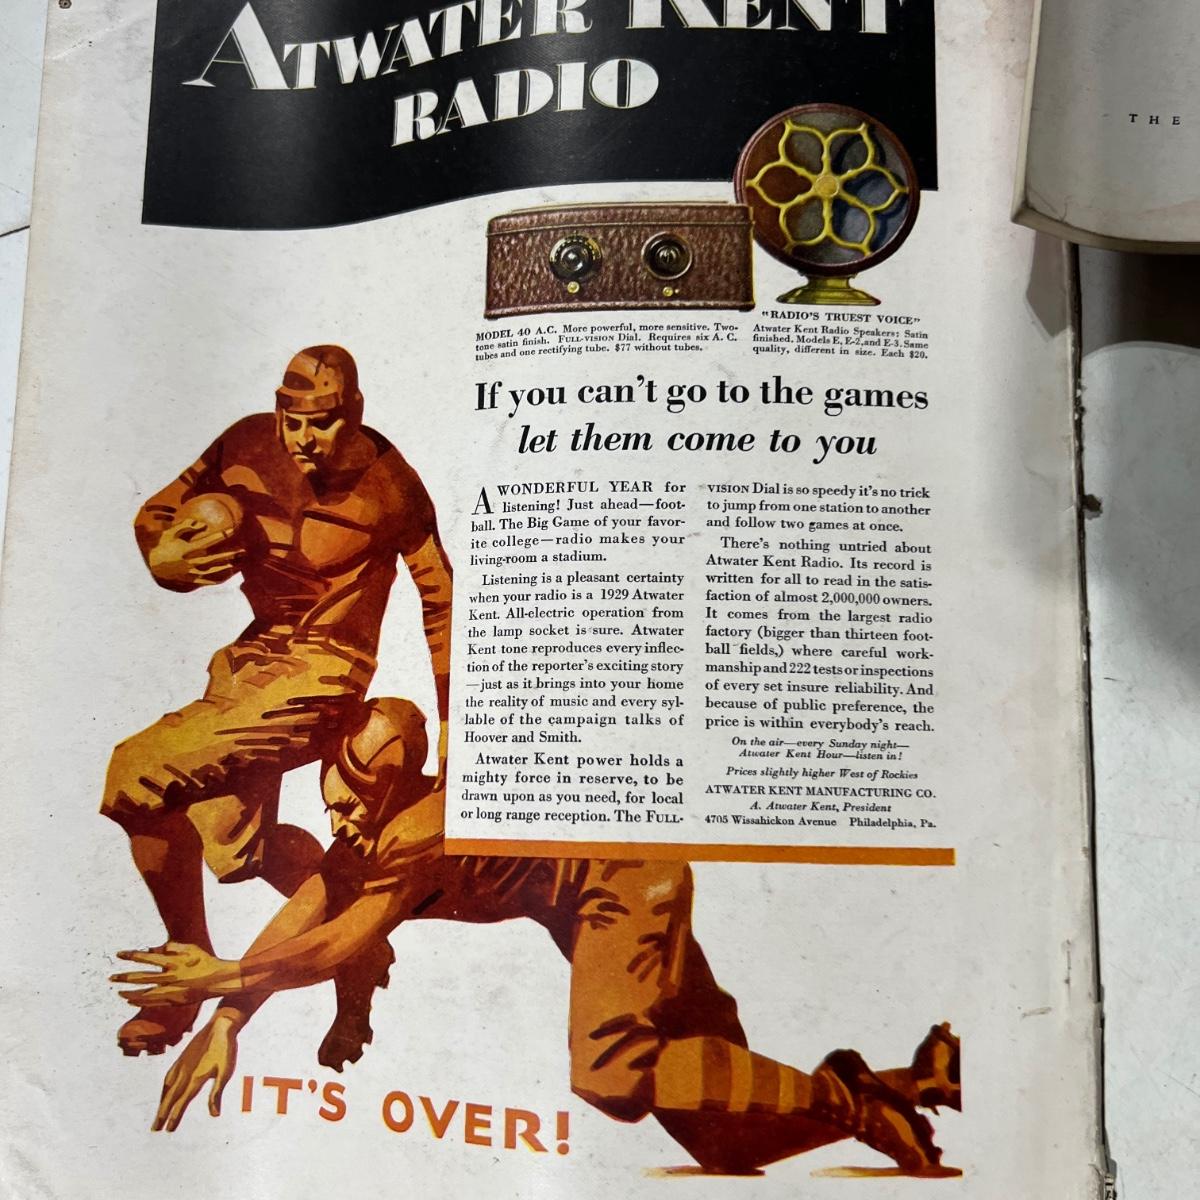 ATWATER KENT
RADIO
THE
"RADIO'S TRUEST VOICE"
Atwater Kent Radio Speakers: Satin
finished. Models E, E-2, and E-3. Same
quality, different in size. Each $20.
MODEL 40 A.C. More powerful, more sensitive. Two-
tone satin finish. FULL-VISION Dial. Requires six A. C.
tubes and one rectifying tube. $77 without tubes.
If you can't go to the games
let them come to you
A WONDERFUL YEAR for
listening! Just ahead—foot-
ball. The Big Game of your favor-
ite college—radio makes your
living-room a stadium.
Listening is a pleasant certainty
when your radio is a 1929 Atwater
Kent. All-electric operation from
the lamp socket is sure. Atwater
Kent tone reproduces every inflec-
tion of the reporter's exciting story
—just as it brings into your home
the reality of music and every syl-
lable of the campaign talks of
Hoover and Smith.
Atwater Kent power holds a
mighty force in reserve, to be
drawn upon as you need, for local
or long range reception. The FULL-
VISION Dial is so speedy it's no trick
to jump from one station to another
and follow two games at once.
There's nothing untried about
Atwater Kent Radio. Its record is
written for all to read in the satis-
faction of almost 2,000,000 owners.
It comes from the largest radio
factory (bigger than thirteen foot-
ball fields,) where careful work-
manship and 222 tests or inspections
of every set insure reliability. And
because of public preference, the
price is within everybody's reach.
On the air—every Sunday night—
Atwater Kent Hour—listen in!
Prices slightly higher West of Rockies
ATWATER KENT MANUFACTURING CO.
A. Atwater Kent, President
4705 Wissahickon Avenue Philadelphia, Pa.
IT'S OVER!